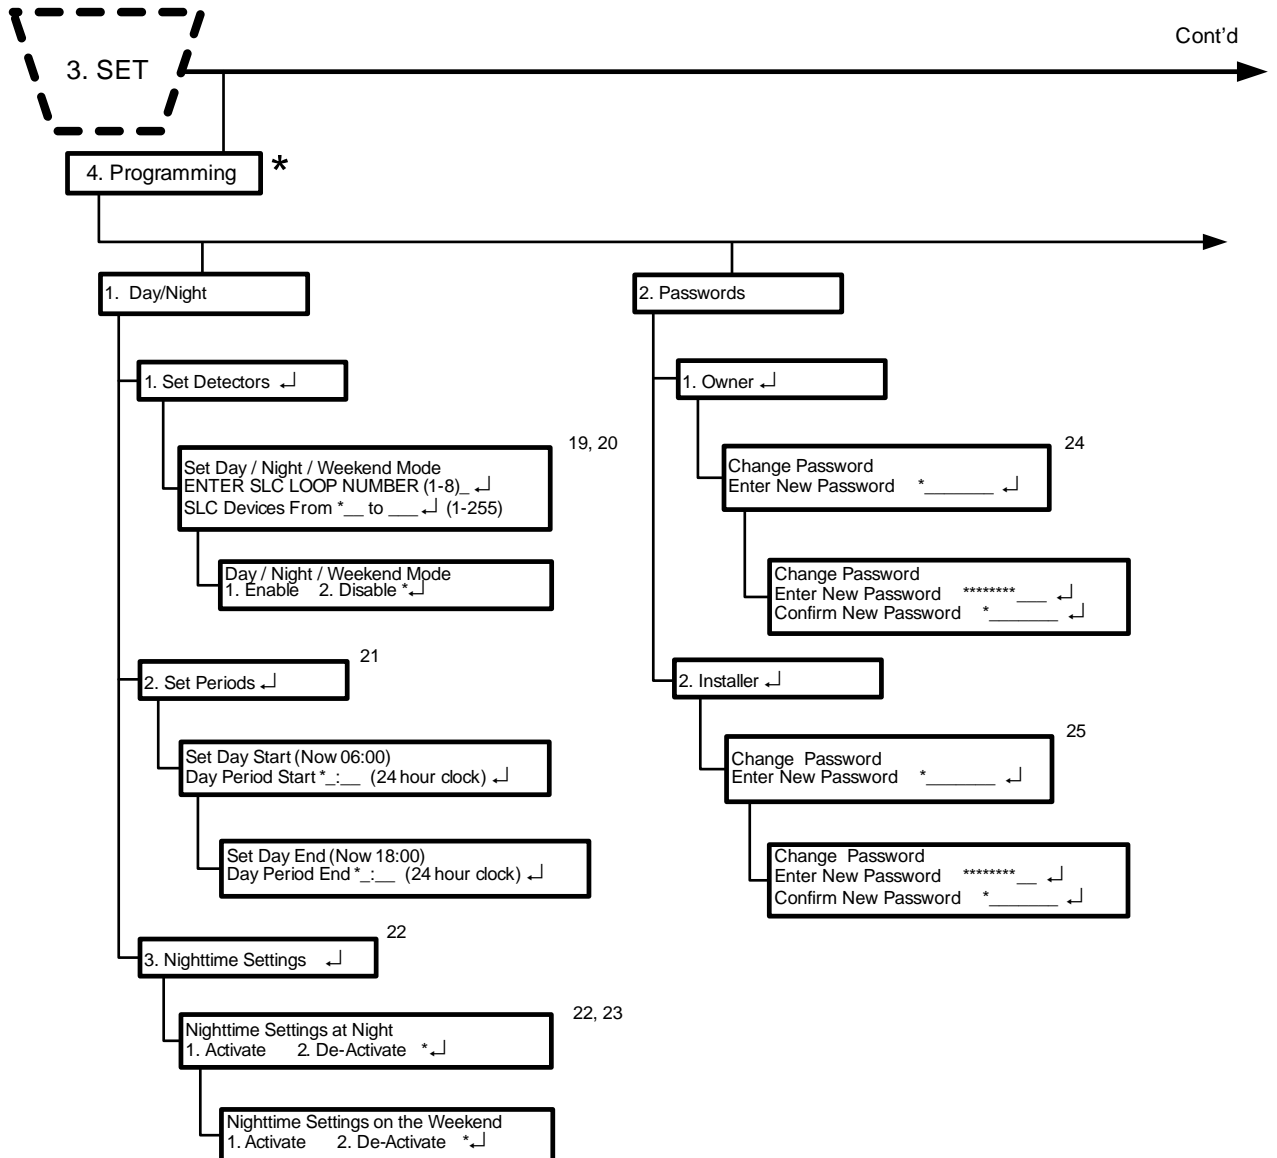 Cont'd
3. SET
4. Programming *
1. Day/Night
1. Set Detectors ↵
19, 20
Set Day / Night / Weekend Mode
ENTER SLC LOOP NUMBER (1-8)_ ↵
SLC Devices From *__ to ___ ↵ (1-255)
Day / Night / Weekend Mode
1. Enable 2. Disable *↵
21
2. Set Periods ↵
Set Day Start (Now 06:00)
Day Period Start *_:__ (24 hour clock) ↵
Set Day End (Now 18:00)
Day Period End *_:__ (24 hour clock) ↵
22
3. Nighttime Settings ↵
22, 23
Nighttime Settings at Night
1. Activate 2. De-Activate *↵
Nighttime Settings on the Weekend
1. Activate 2. De-Activate *↵
2. Passwords
1. Owner ↵
24
Change Password
Enter New Password *_______ ↵
Change Password
Enter New Password ********___ ↵
Confirm New Password *_______ ↵
2. Installer ↵
25
Change Password
Enter New Password *_______ ↵
Change Password
Enter New Password ********__ ↵
Confirm New Password *_______ ↵